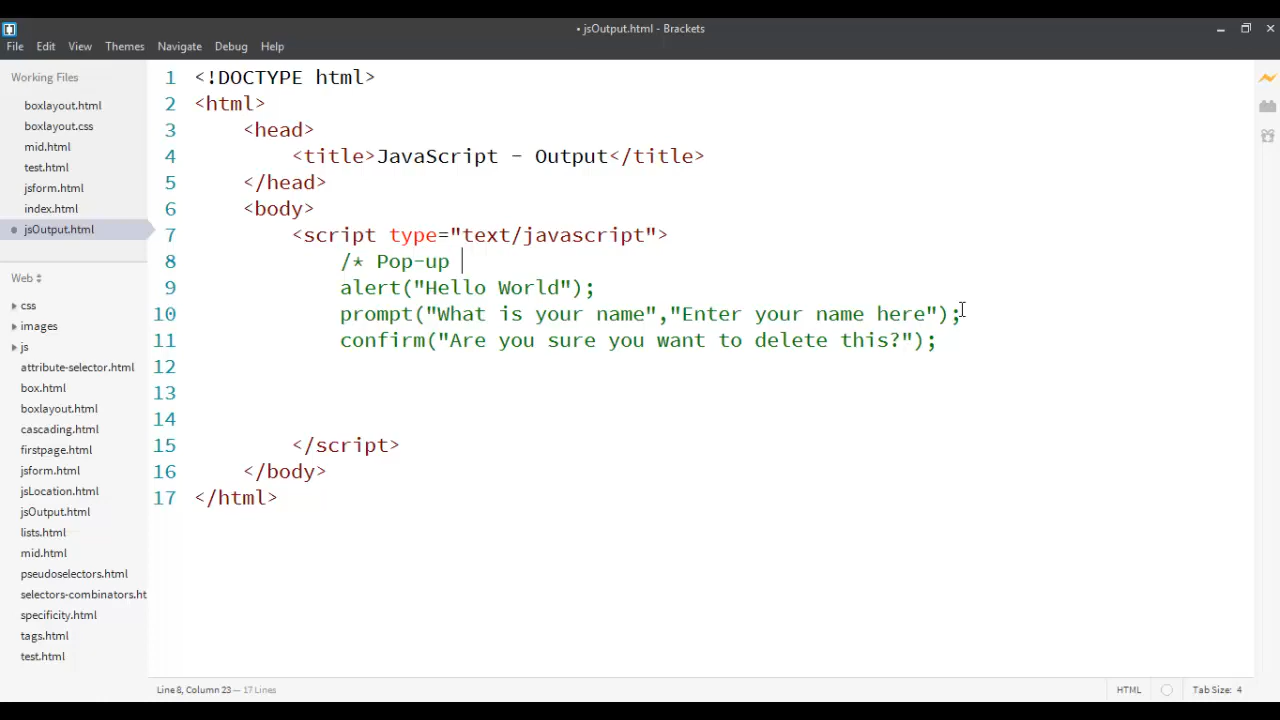 • jsOutput.html - Brackets
File Edit View Themes Navigate Debug Help
Working Files
boxlayout.html
boxlayout.css
mid.html
test.html
jsform.html
index.html
jsOutput.html
Web
css
images
js
attribute-selector.html
box.html
boxlayout.html
cascading.html
firstpage.html
jsform.html
jsLocation.html
jsOutput.html
lists.html
mid.html
pseudoselectors.html
selectors-combinators.ht
specificity.html
tags.html
test.html
1 <!DOCTYPE html>
2 <html>
3 <head>
4 <title>JavaScript - Output</title>
5 </head>
6 <body>
7 <script type="text/javascript">
8 /* Pop-up
9 alert("Hello World");
10 prompt("What is your name","Enter your name here");
11 confirm("Are you sure you want to delete this?");
12
13
14
15 </script>
16 </body>
17 </html>
Line 8, Column 23 — 17 Lines
HTML
Tab Size: 4